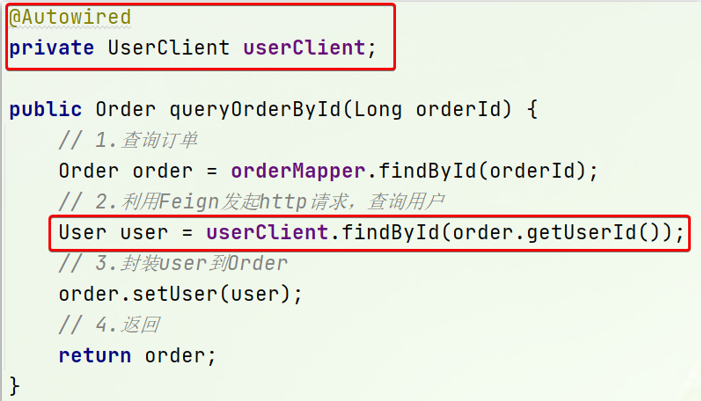 @Autowired
private UserClient userClient;
public Order queryOrderById(Long orderId) {
// 1.查询订单
Order order = orderMapper.findById(orderId);
// 2.利用Feign发起http请求，查询用户
User user = userClient.findById(order.getUserId());
// 3.封装user到Order
order.setUser(user);
// 4.返回
return order;
}